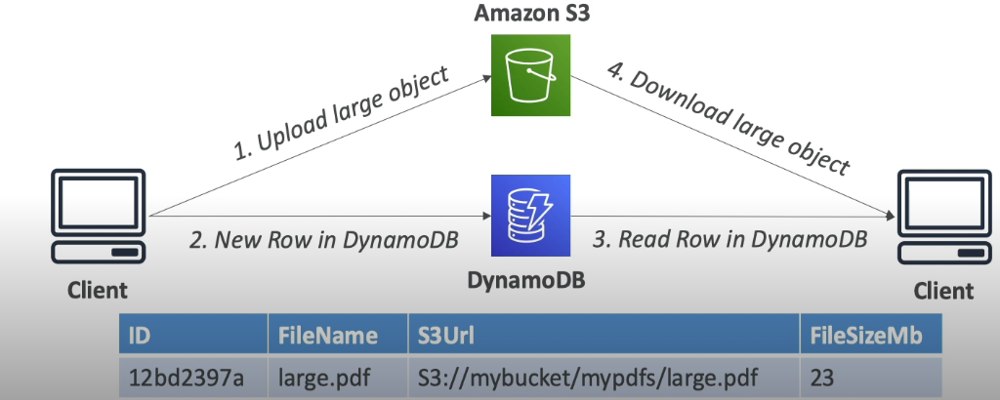 Amazon S3
1. Upload large object
4. Download large object
2. New Row in DynamoDB
3. Read Row in DynamoDB
Client
DynamoDB
Client
ID FileName S3Url FileSizeMb
12bd2397a large.pdf S3://mybucket/mypdfs/large.pdf 23